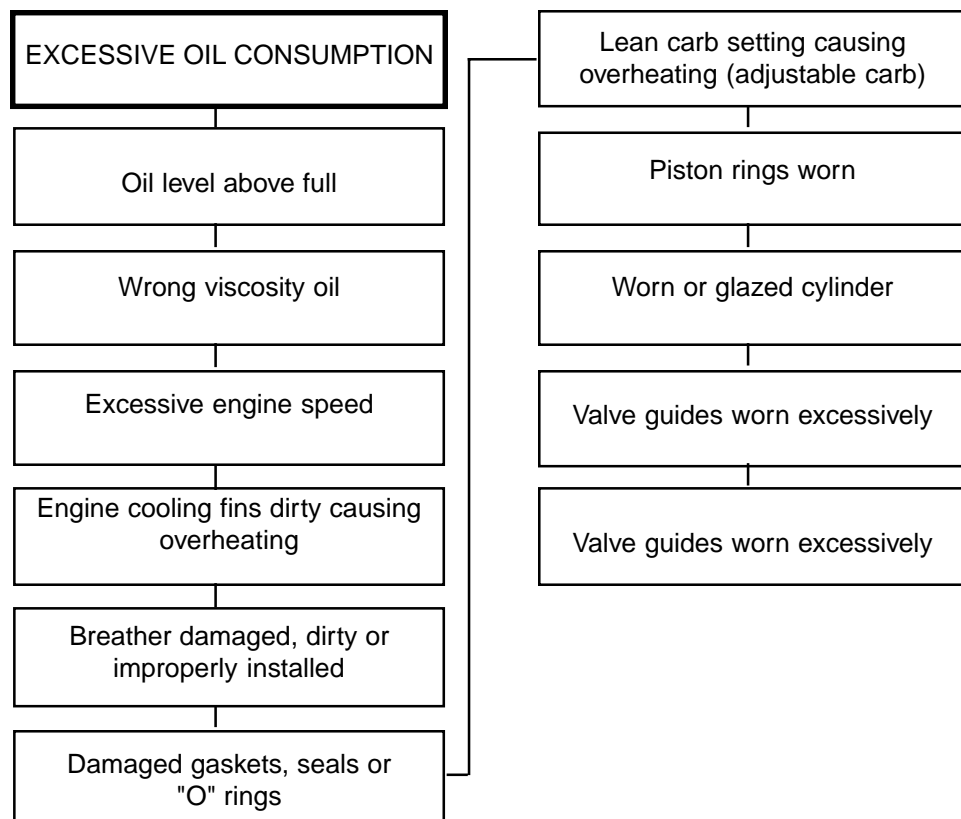 EXCESSIVE OIL CONSUMPTION
Oil level above full
Wrong viscosity oil
Excessive engine speed
Engine cooling fins dirty causing
overheating
Breather damaged, dirty or
improperly installed
Damaged gaskets, seals or
"O" rings
Lean carb setting causing
overheating (adjustable carb)
Piston rings worn
Worn or glazed cylinder
Valve guides worn excessively
Valve guides worn excessively